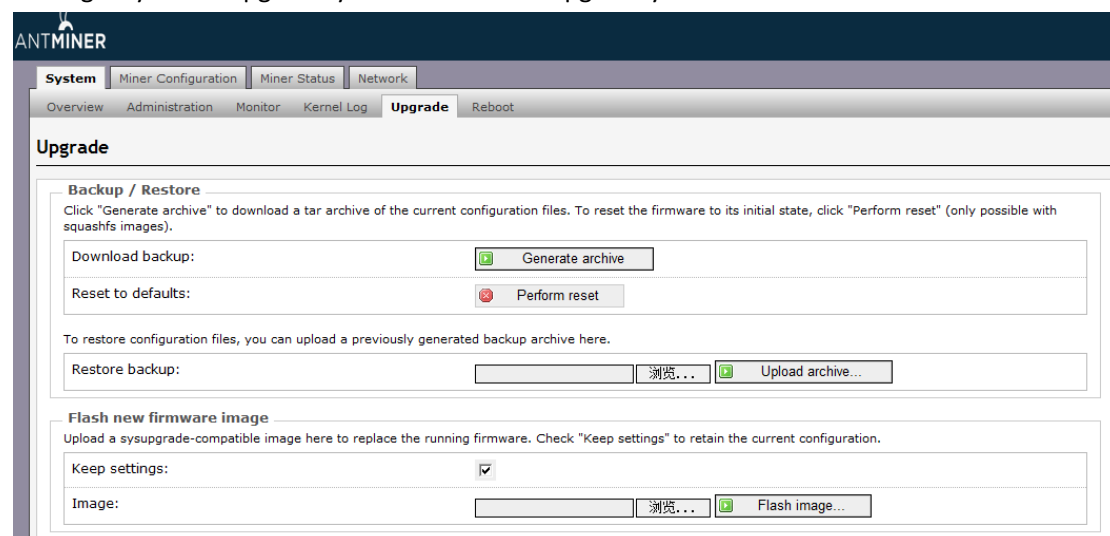 ANTMINER
System Miner Configuration Miner Status Network
Overview Administration Monitor Kernel Log Upgrade Reboot
Upgrade
Backup / Restore
Click "Generate archive" to download a tar archive of the current configuration files. To reset the firmware to its initial state, click "Perform reset" (only possible with
squashfs images).
Download backup: Generate archive
Reset to defaults: Perform reset
To restore configuration files, you can upload a previously generated backup archive here.
Restore backup: 浏览... Upload archive...
Flash new firmware image
Upload a sysupgrade-compatible image here to replace the running firmware. Check "Keep settings" to retain the current configuration.
Keep settings:
Image: 浏览... Flash image...